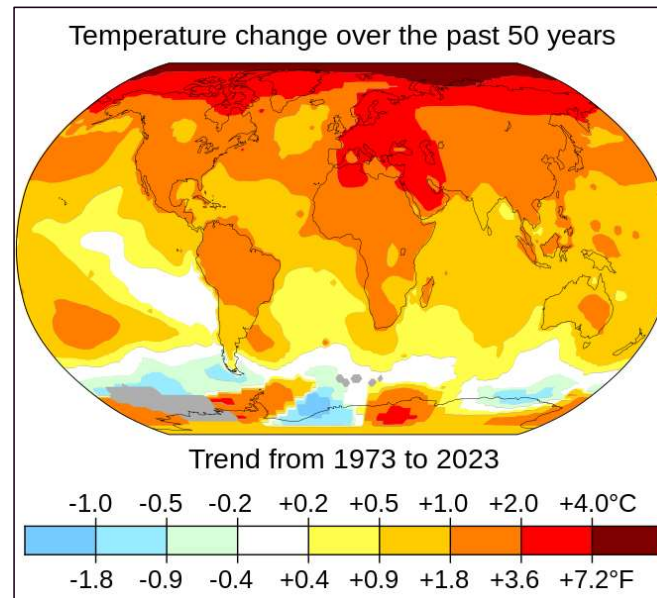 Temperature change over the past 50 years
Trend from 1973 to 2023
-1.0 -0.5 -0.2 +0.2 +0.5 +1.0 +2.0 +4.0°C
-1.8 -0.9 -0.4 +0.4 +0.9 +1.8 +3.6 +7.2°F